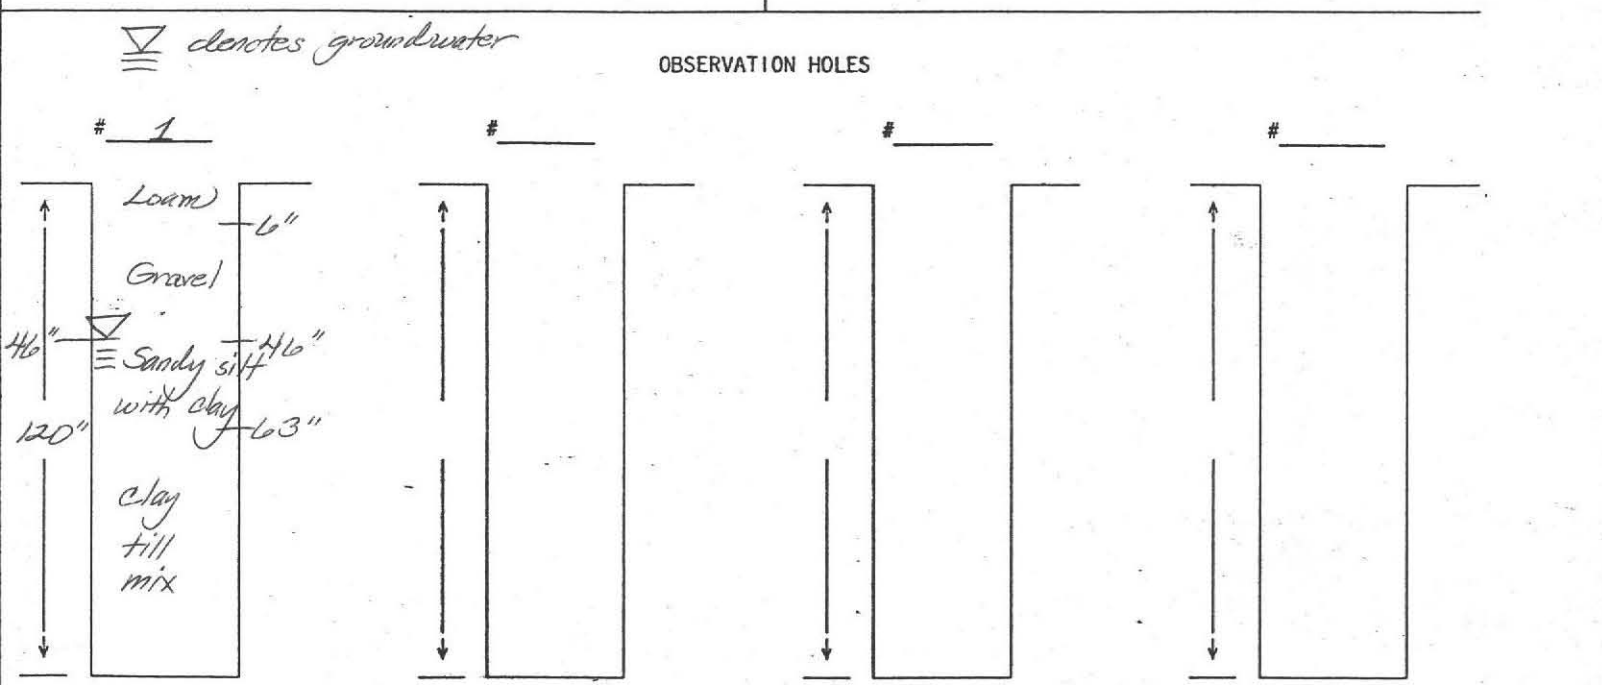 denotes groundwater
OBSERVATION HOLES
# 1
#
#
#
Loam
6"
Gravel
46"
46"
Sandy silt
with clay
63"
120"
clay
till
mix